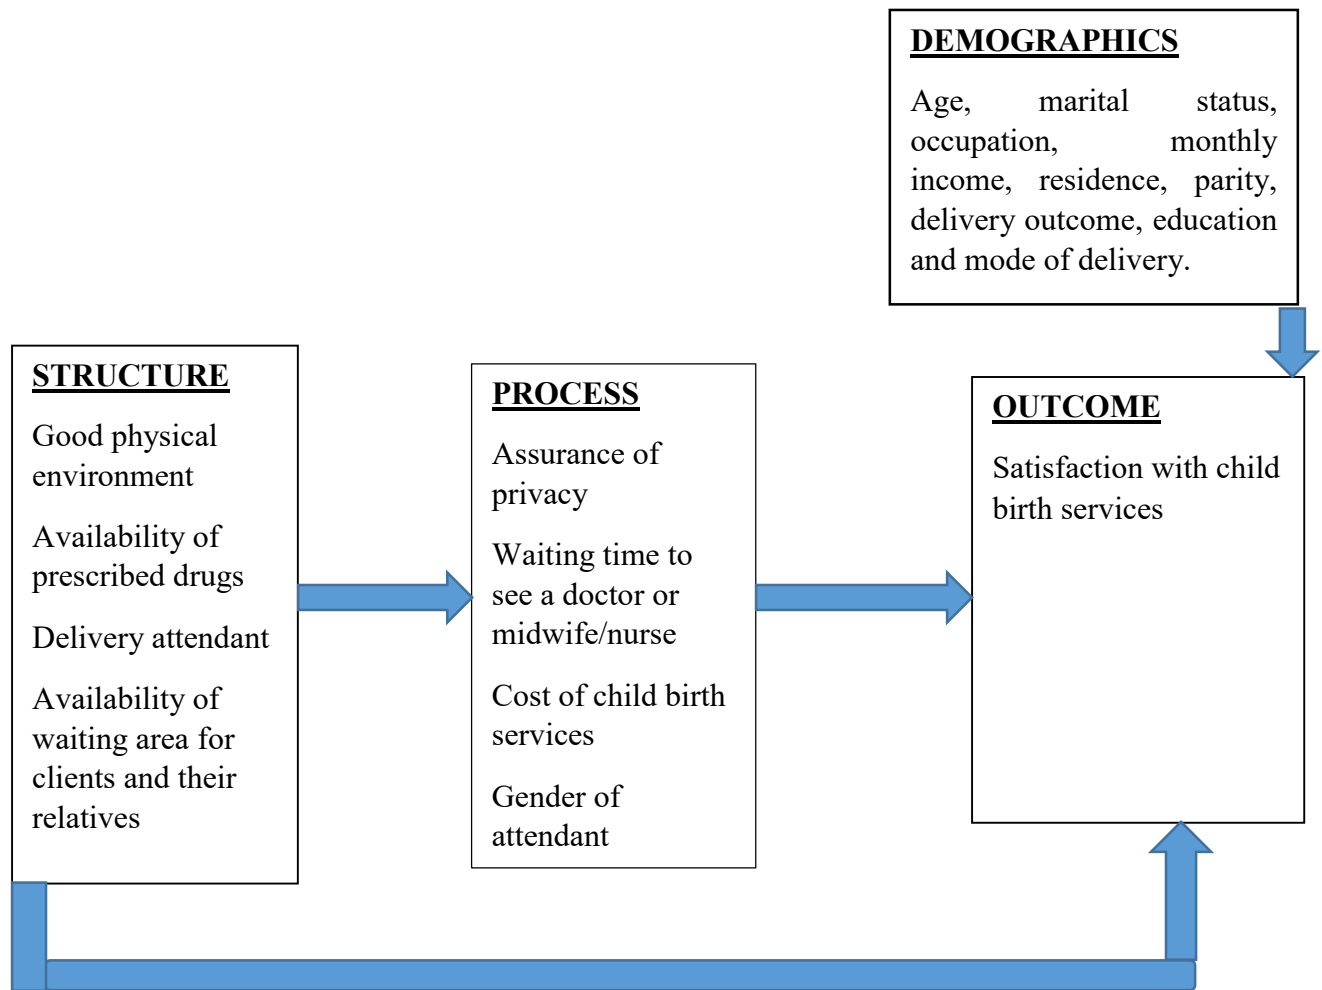 DEMOGRAPHICS
Age, marital status,
occupation, monthly
income, residence, parity,
delivery outcome, education
and mode of delivery.
STRUCTURE
Good physical
environment
Availability of
prescribed drugs
Delivery attendant
Availability of
waiting area for
clients and their
relatives
PROCESS
Assurance of
privacy
Waiting time to
see a doctor or
midwife/nurse
Cost of child birth
services
Gender of
attendant
OUTCOME
Satisfaction with child
birth services